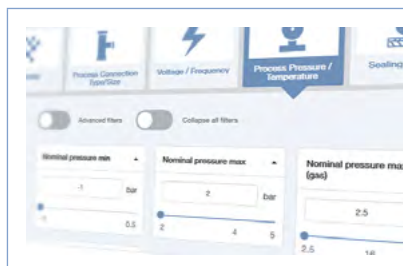 Process Connection
Type/Size
Voltage / Frequency
Process Pressure /
Temperature
Sealing
Advanced filters
Collapse all filters
Nominal pressure min
-1
bar
-1
0.5
Nominal pressure max
2
bar
2
4
5
Nominal pressure max
(gas)
2.5
2.5
16